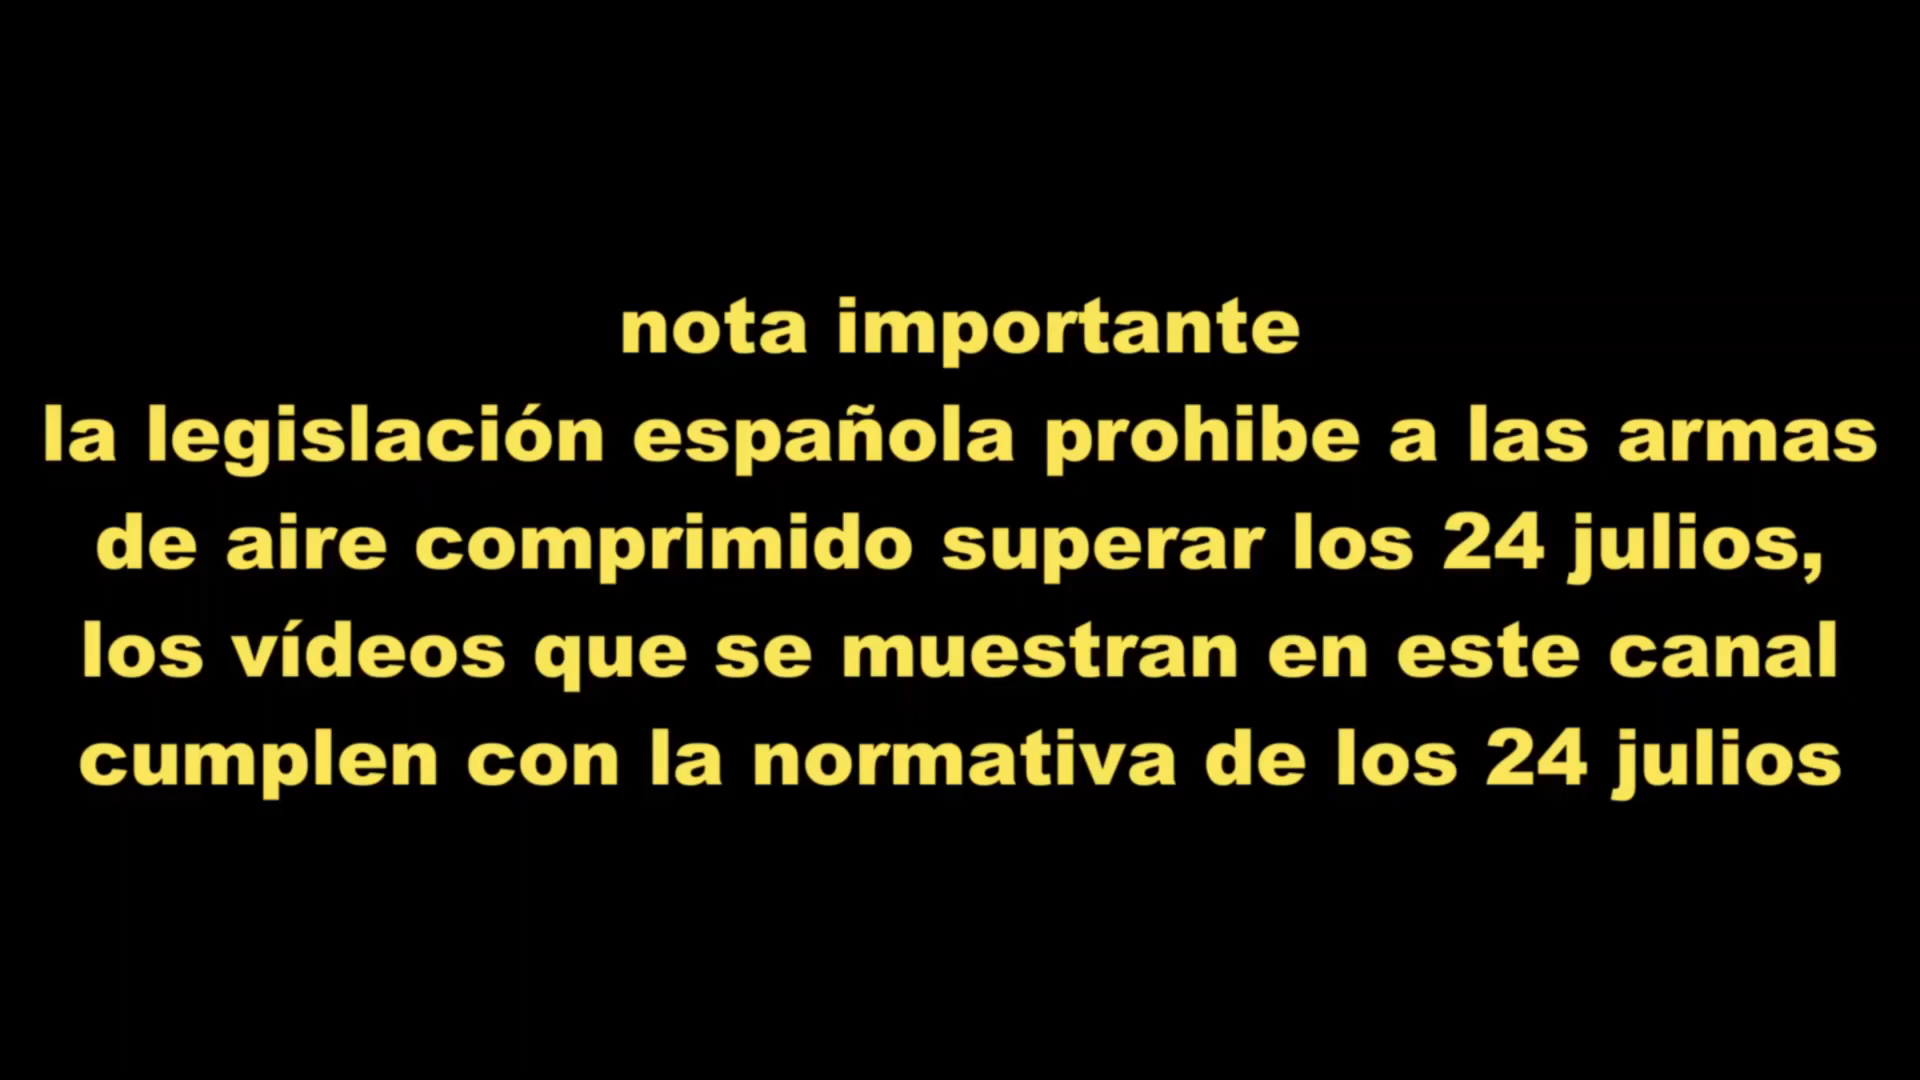 nota importante
la legislación española prohibe a las armas
de aire comprimido superar los 24 julios,
los vídeos que se muestran en este canal
cumplen con la normativa de los 24 julios